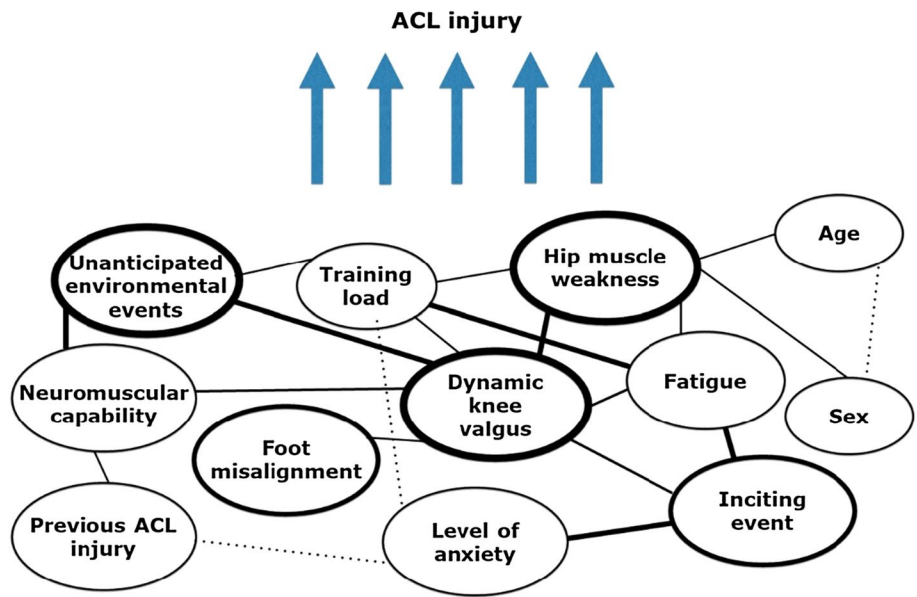 ACL injury
Unanticipated
environmental
events
Training
load
Hip muscle
weakness
Age
Neuromuscular
capability
Dynamic
knee
valgus
Fatigue
Sex
Foot
misalignment
Previous ACL
injury
Level of
anxiety
Inciting
event